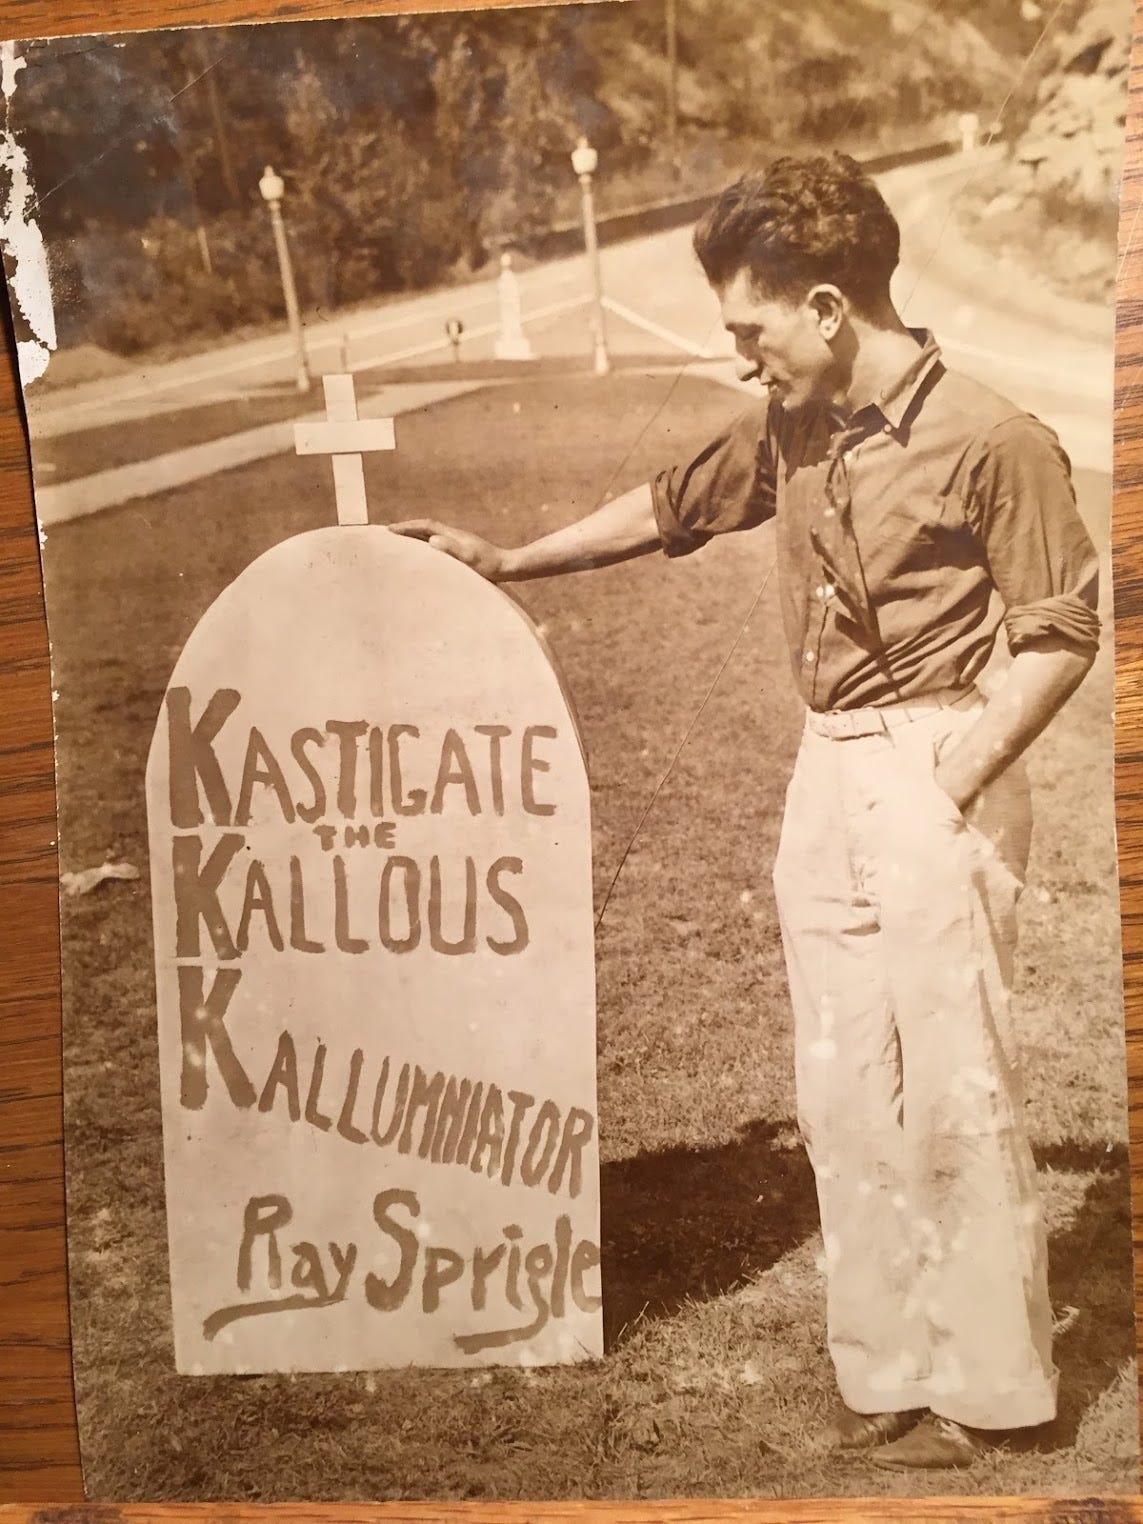 KASTIGATE
THE
KALLOUS
KALLUMNIATOR
Ray Sprigle